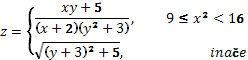 z = { (xy + 5) / ((x + 2)(y² + 3)), 9 ≤ x² < 16
√((y + 3)² + 5), inače